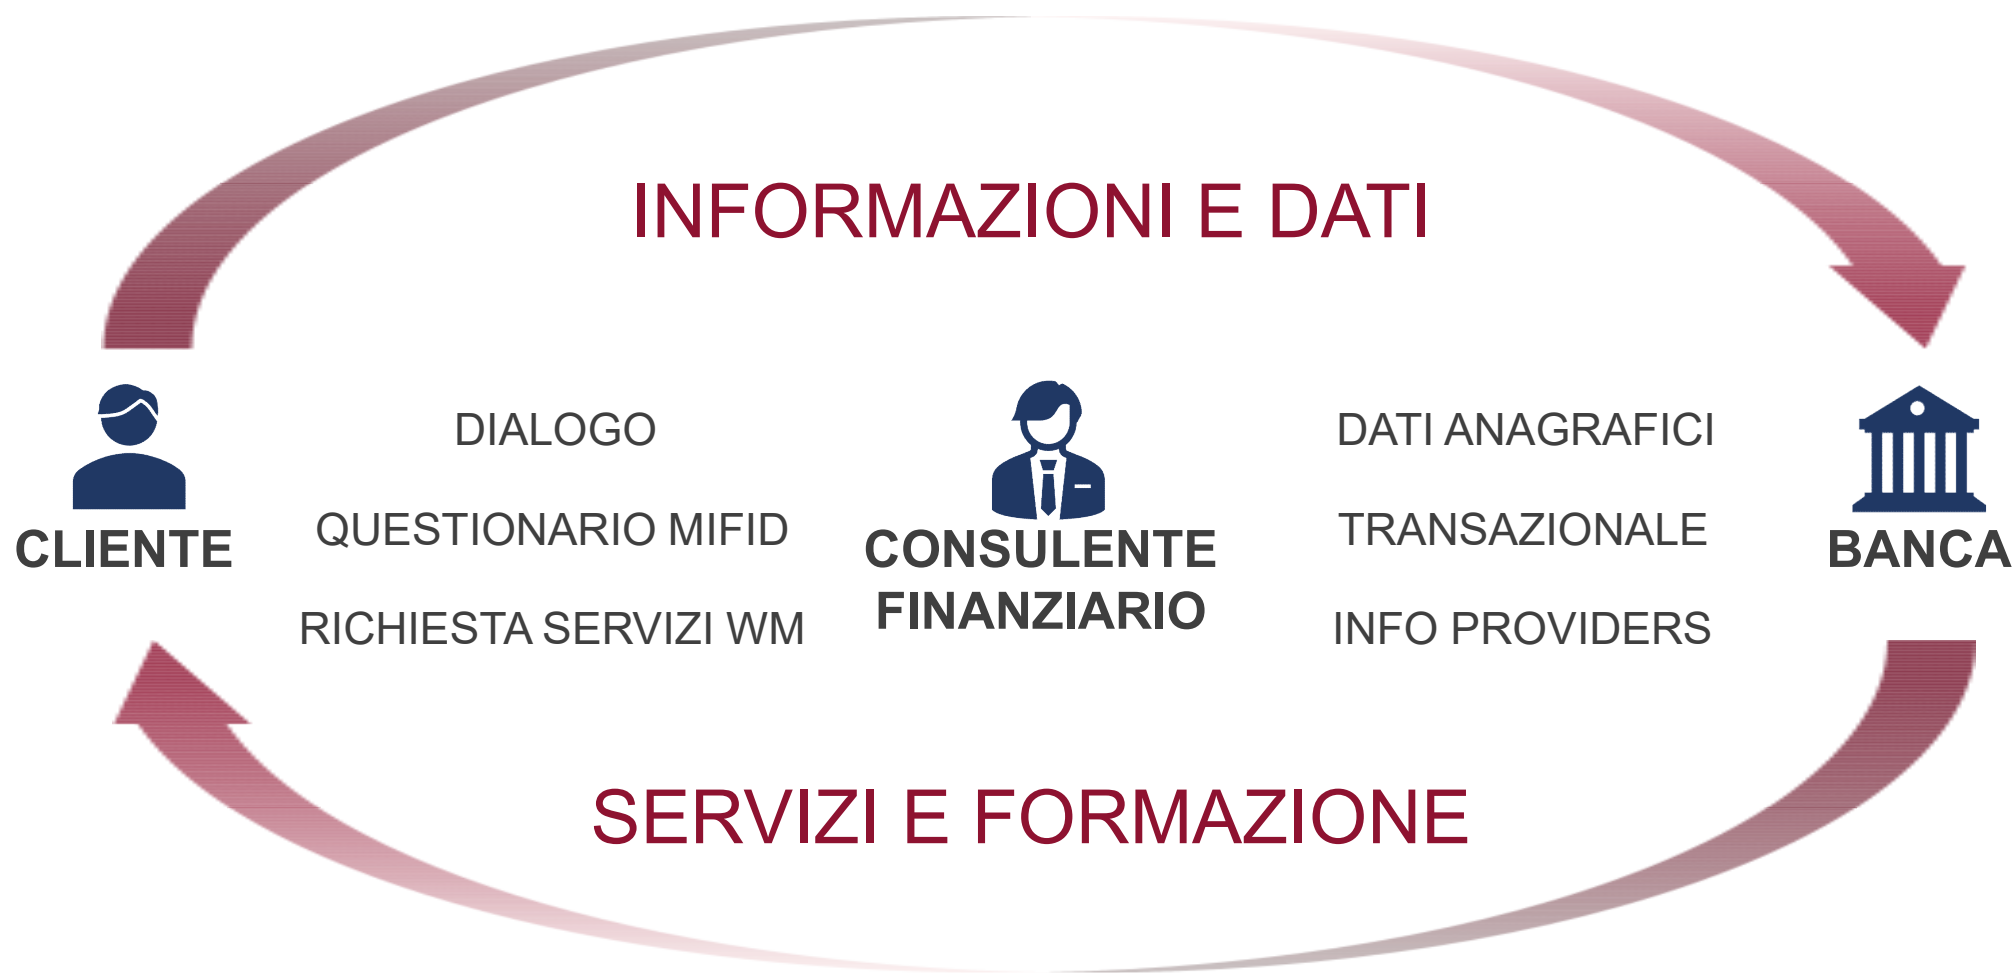 INFORMAZIONI E DATI
DIALOGO
QUESTIONARIO MIFID
RICHIESTA SERVIZI WM
DATI ANAGRAFICI
TRANSAZIONALE
INFO PROVIDERS
CLIENTE
CONSULENTE
FINANZIARIO
BANCA
SERVIZI E FORMAZIONE